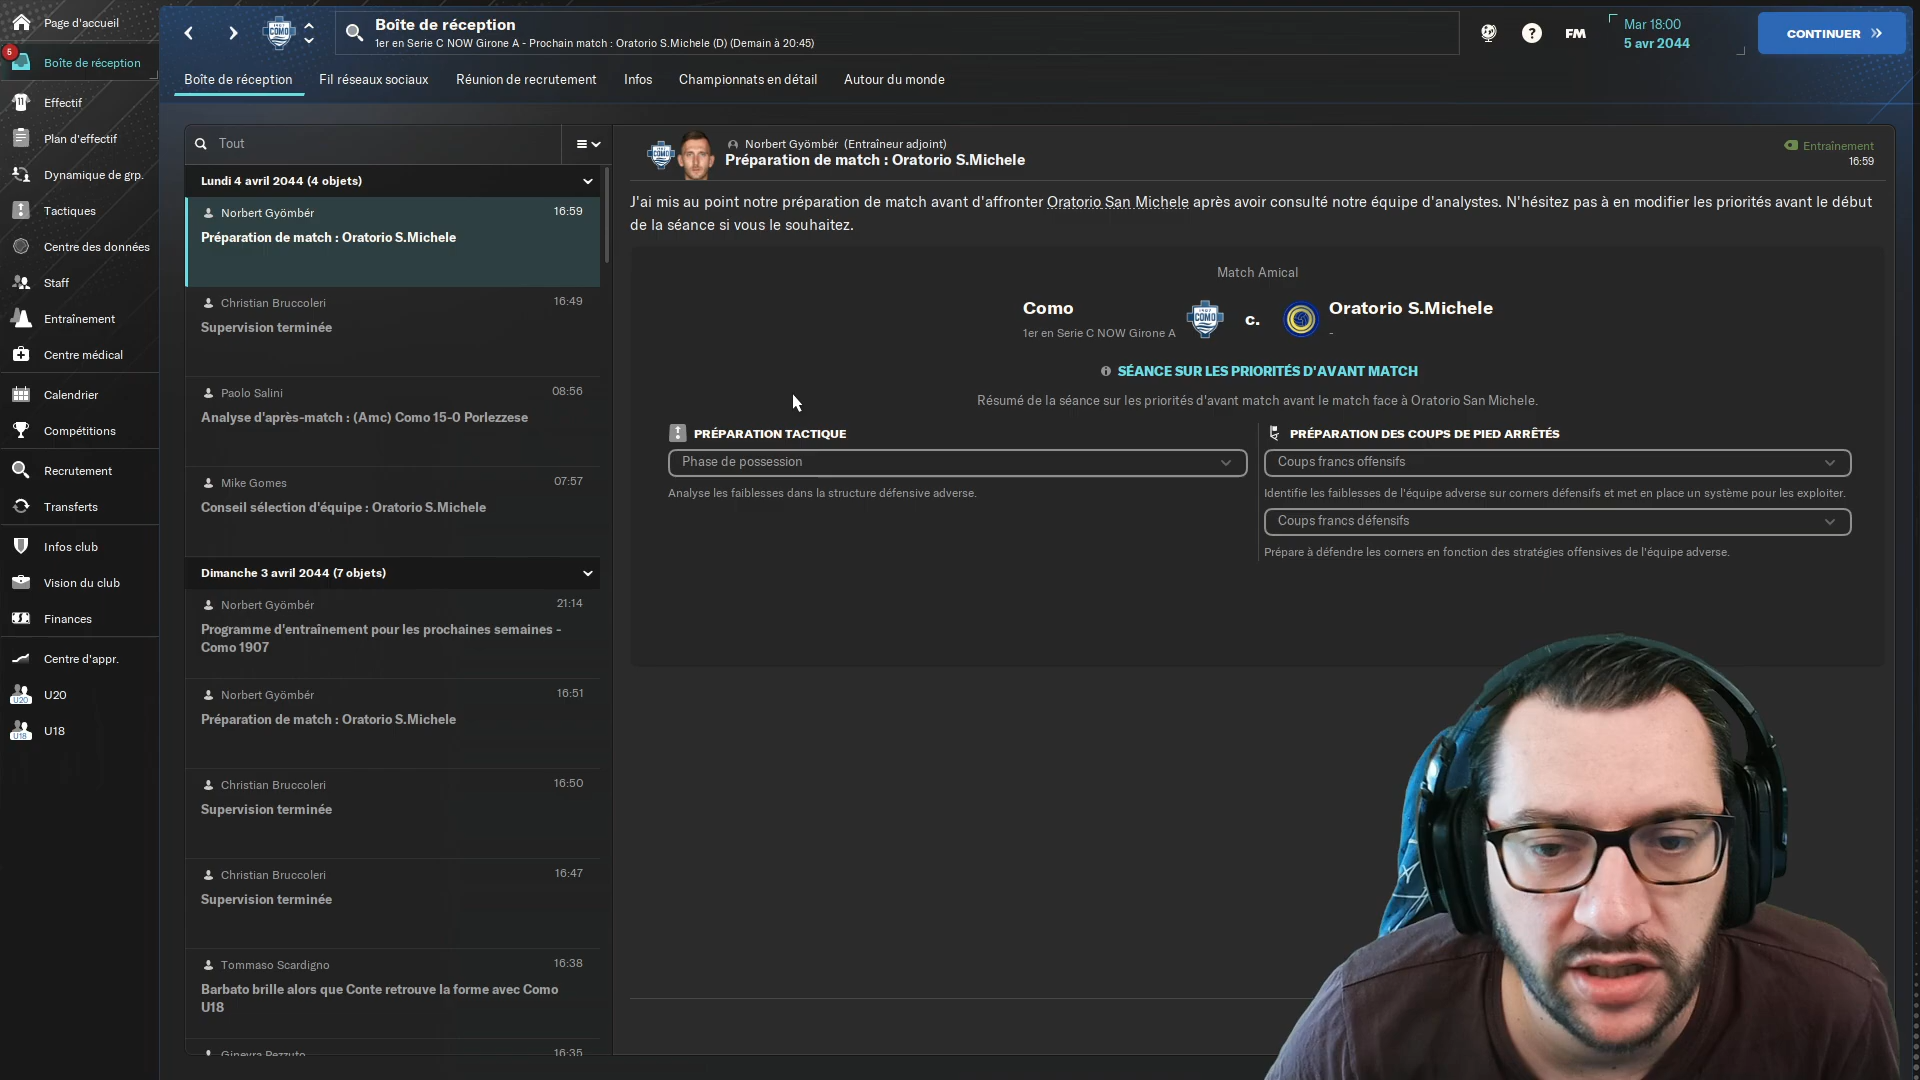 Page d'accueil
6
Boîte de réception
Effectif
Plan d'effectif
Dynamique de grp.
Tactiques
Centre des données
Staff
Entraînement
Centre médical
Calendrier
Compétitions
Recrutement
Transferts
Infos club
Vision du club
Finances
Centre d'appr.
U20
U20
U18
U18
COMO
Boîte de réception
1er en Serie C NOW Girone A - Prochain match : Oratorio S.Michele (D) (Demain à 20:45)
?
FM
Mar 18:00
5 avr 2044
CONTINUER
Boîte de réception
Fil réseaux sociaux
Réunion de recrutement
Infos
Championnats en détail
Autour du monde
Tout
Lundi 4 avril 2044 (4 objets)
Norbert Gyömbér 16:59
Préparation de match : Oratorio S.Michele
Christian Bruccoleri 16:49
Supervision terminée
Paolo Salini 08:56
Analyse d'après-match : (Amc) Como 15-0 Porlezzese
Mike Gomes 07:57
Conseil sélection d'équipe : Oratorio S.Michele
Dimanche 3 avril 2044 (7 objets)
Norbert Gyömbér 21:14
Programme d'entraînement pour les prochaines semaines -
Como 1907
Norbert Gyömbér 16:51
Préparation de match : Oratorio S.Michele
Christian Bruccoleri 16:50
Supervision terminée
Christian Bruccoleri 16:47
Supervision terminée
Tommaso Scardigno 16:38
Barbato brille alors que Conte retrouve la forme avec Como
U18
Ginevra Pezzuto 16:35
COMO
Norbert Gyömbér (Entraîneur adjoint)
Préparation de match : Oratorio S.Michele
Entraînement
16:59
J'ai mis au point notre préparation de match avant d'affronter Oratorio San Michele après avoir consulté notre équipe d'analystes. N'hésitez pas à en modifier les priorités avant le début
de la séance si vous le souhaitez.
Match Amical
Como
1er en Serie C NOW Girone A
COMO
c.
Oratorio S.Michele
-
SÉANCE SUR LES PRIORITÉS D'AVANT MATCH
Résumé de la séance sur les priorités d'avant match avant le match face à Oratorio San Michele.
PRÉPARATION TACTIQUE
Phase de possession
Analyse les faiblesses dans la structure défensive adverse.
PRÉPARATION DES COUPS DE PIED ARRÊTÉS
Coups francs offensifs
Identifie les faiblesses de l'équipe adverse sur corners défensifs et met en place un système pour les exploiter.
Coups francs défensifs
Prépare à défendre les corners en fonction des stratégies offensives de l'équipe adverse.